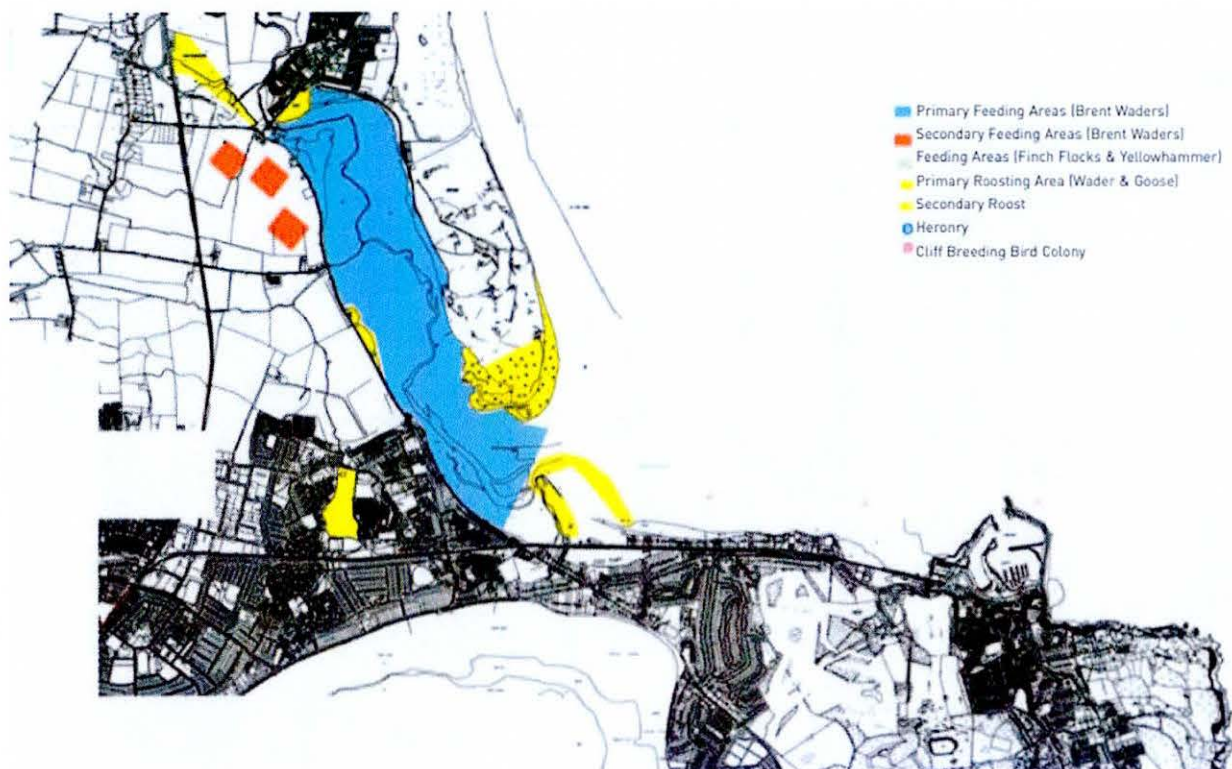 Primary Feeding Areas (Brent Waders)
Secondary Feeding Areas (Brent Waders)
Feeding Areas (Finch Flocks & Yellowhammer)
Primary Roosting Area (Wader & Goose)
Secondary Roost
Heronry
Cliff Breeding Bird Colony